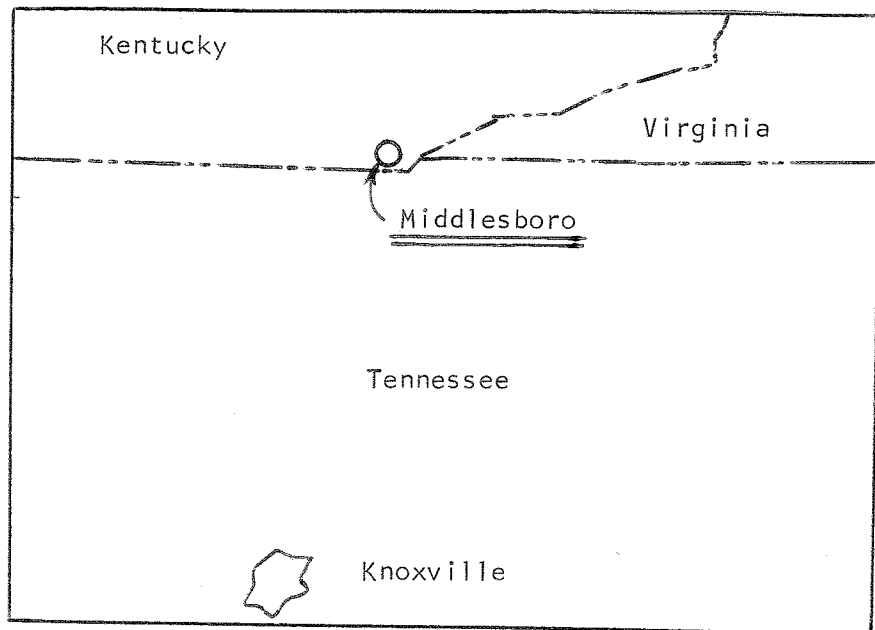 Kentucky
Virginia
Middlesboro
Tennessee
Knoxville